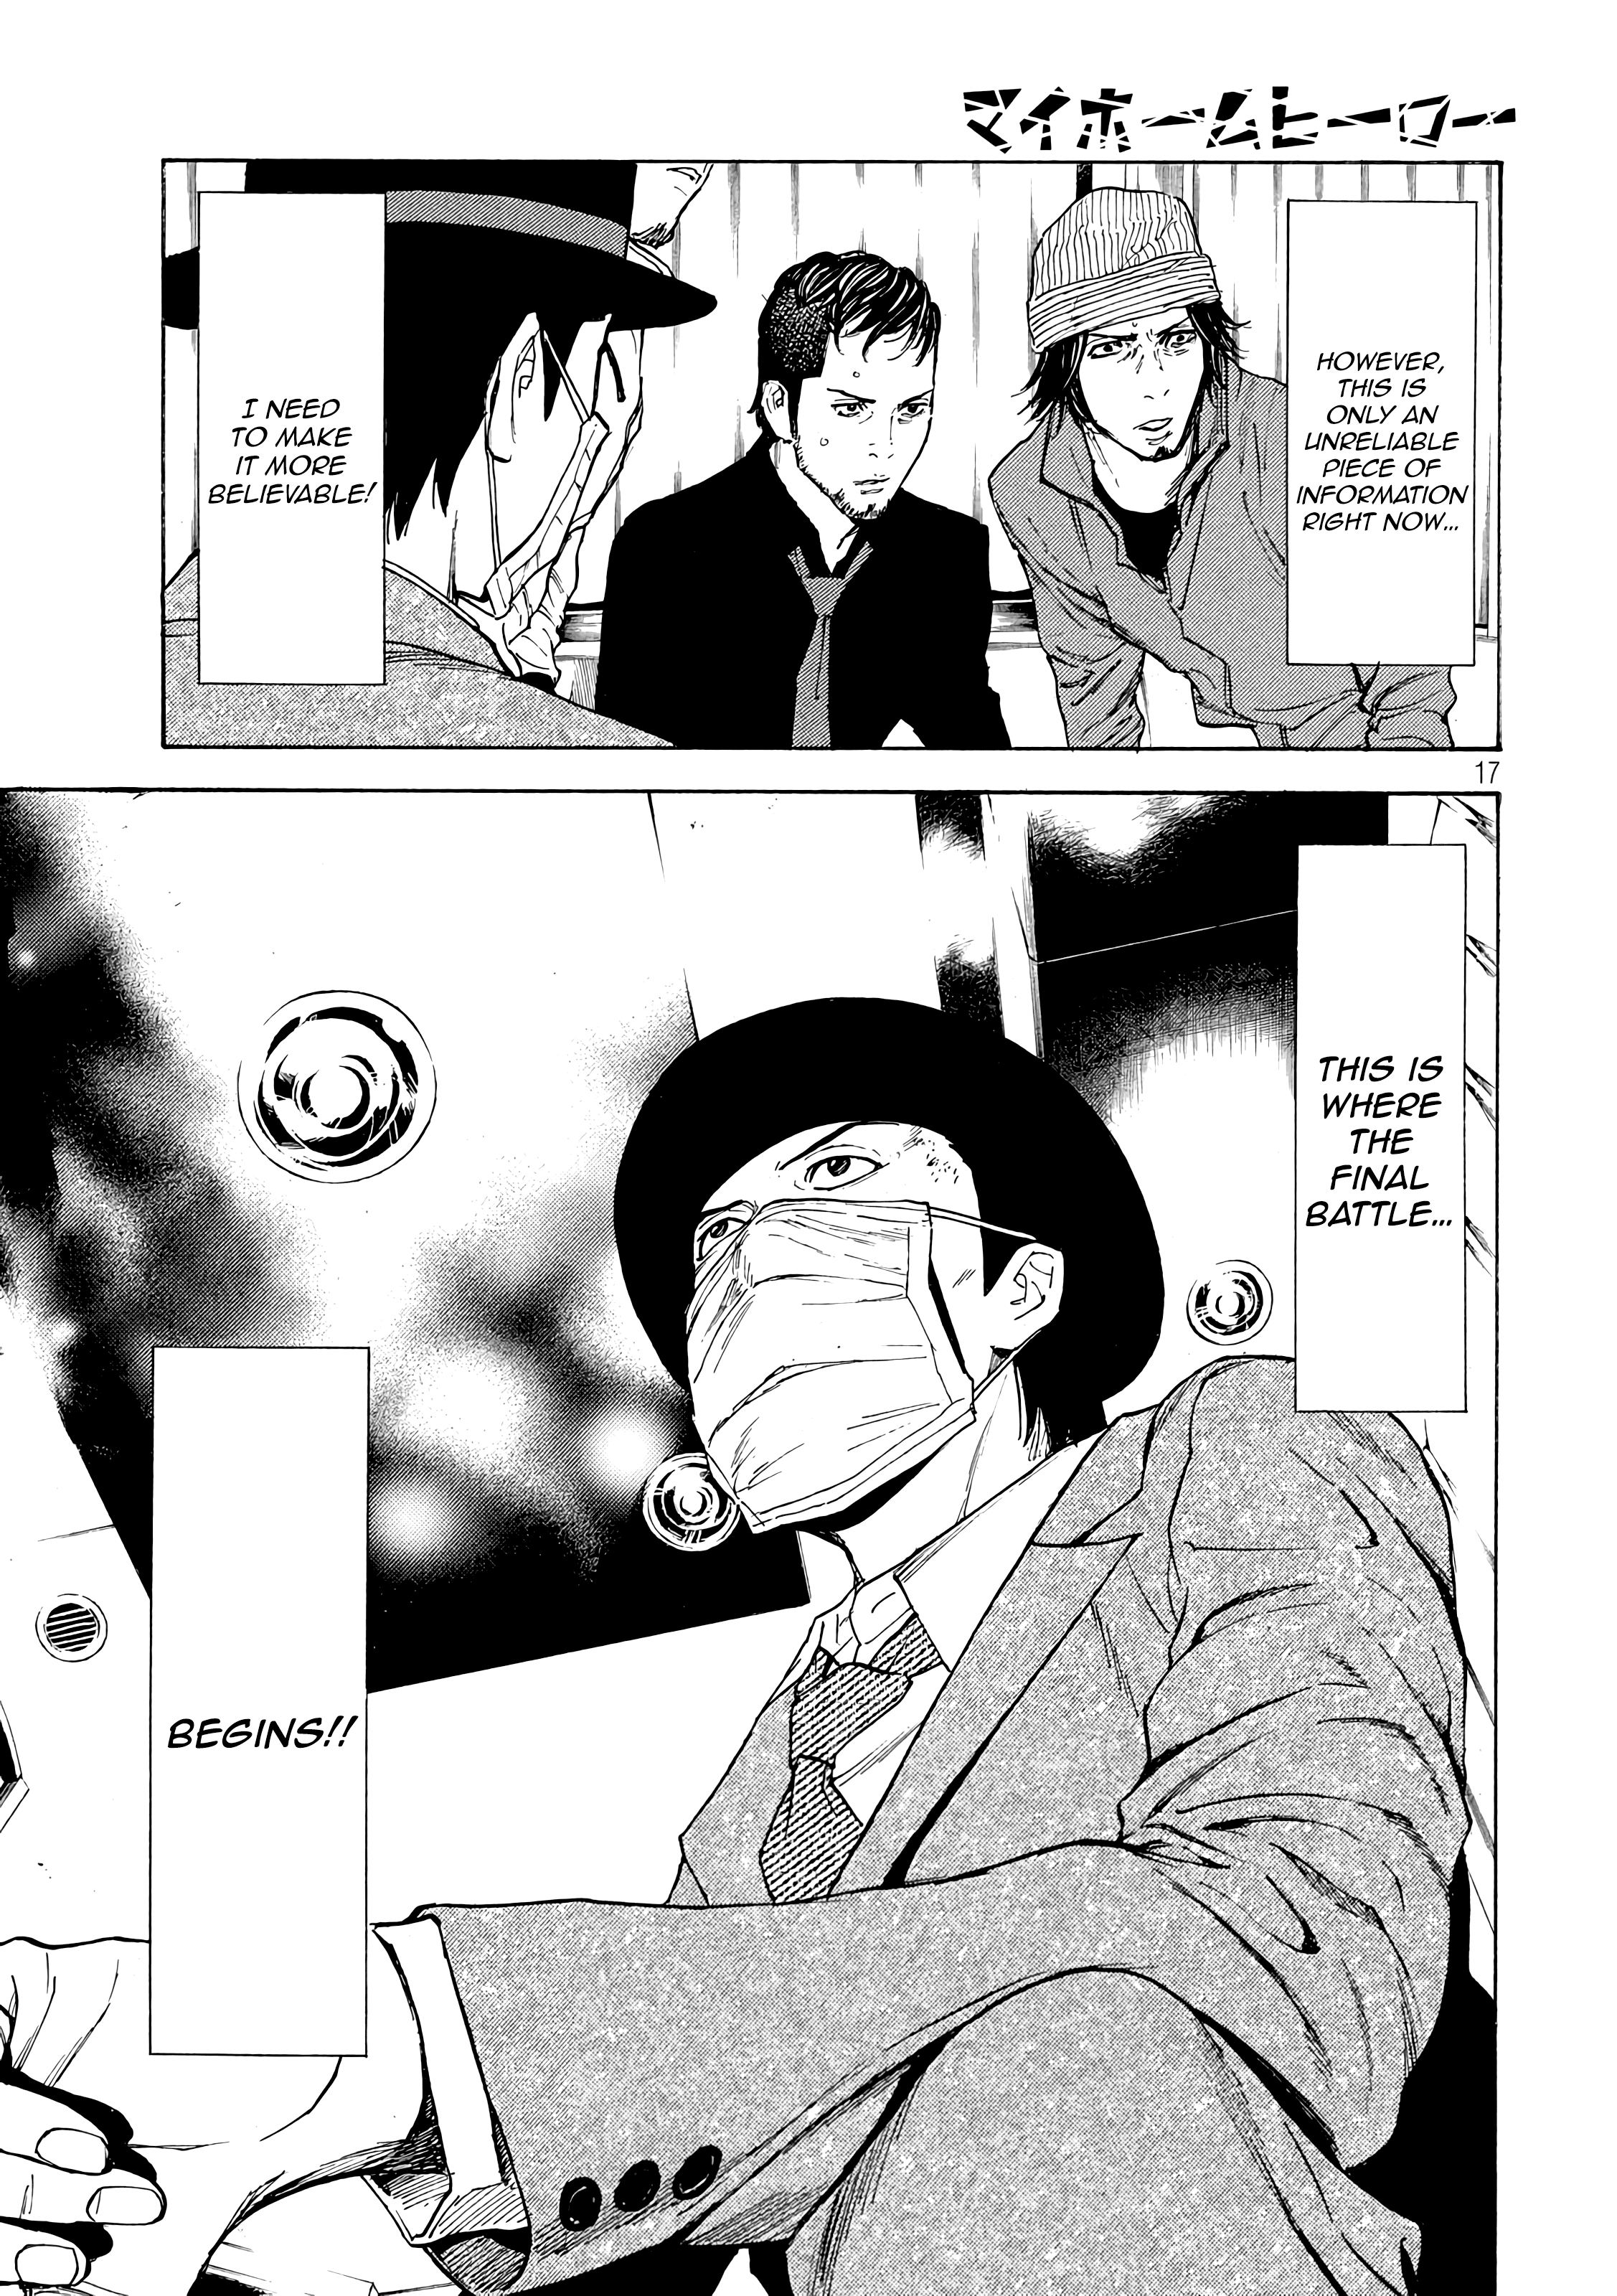 マイホームヒーロー
HOWEVER,
THIS IS
ONLY AN
UNRELIABLE
PIECE OF
INFORMATION
RIGHT NOW...
I NEED
TO MAKE
IT MORE
BELIEVABLE!
17
THIS IS
WHERE
THE
FINAL
BATTLE...
BEGINS!!